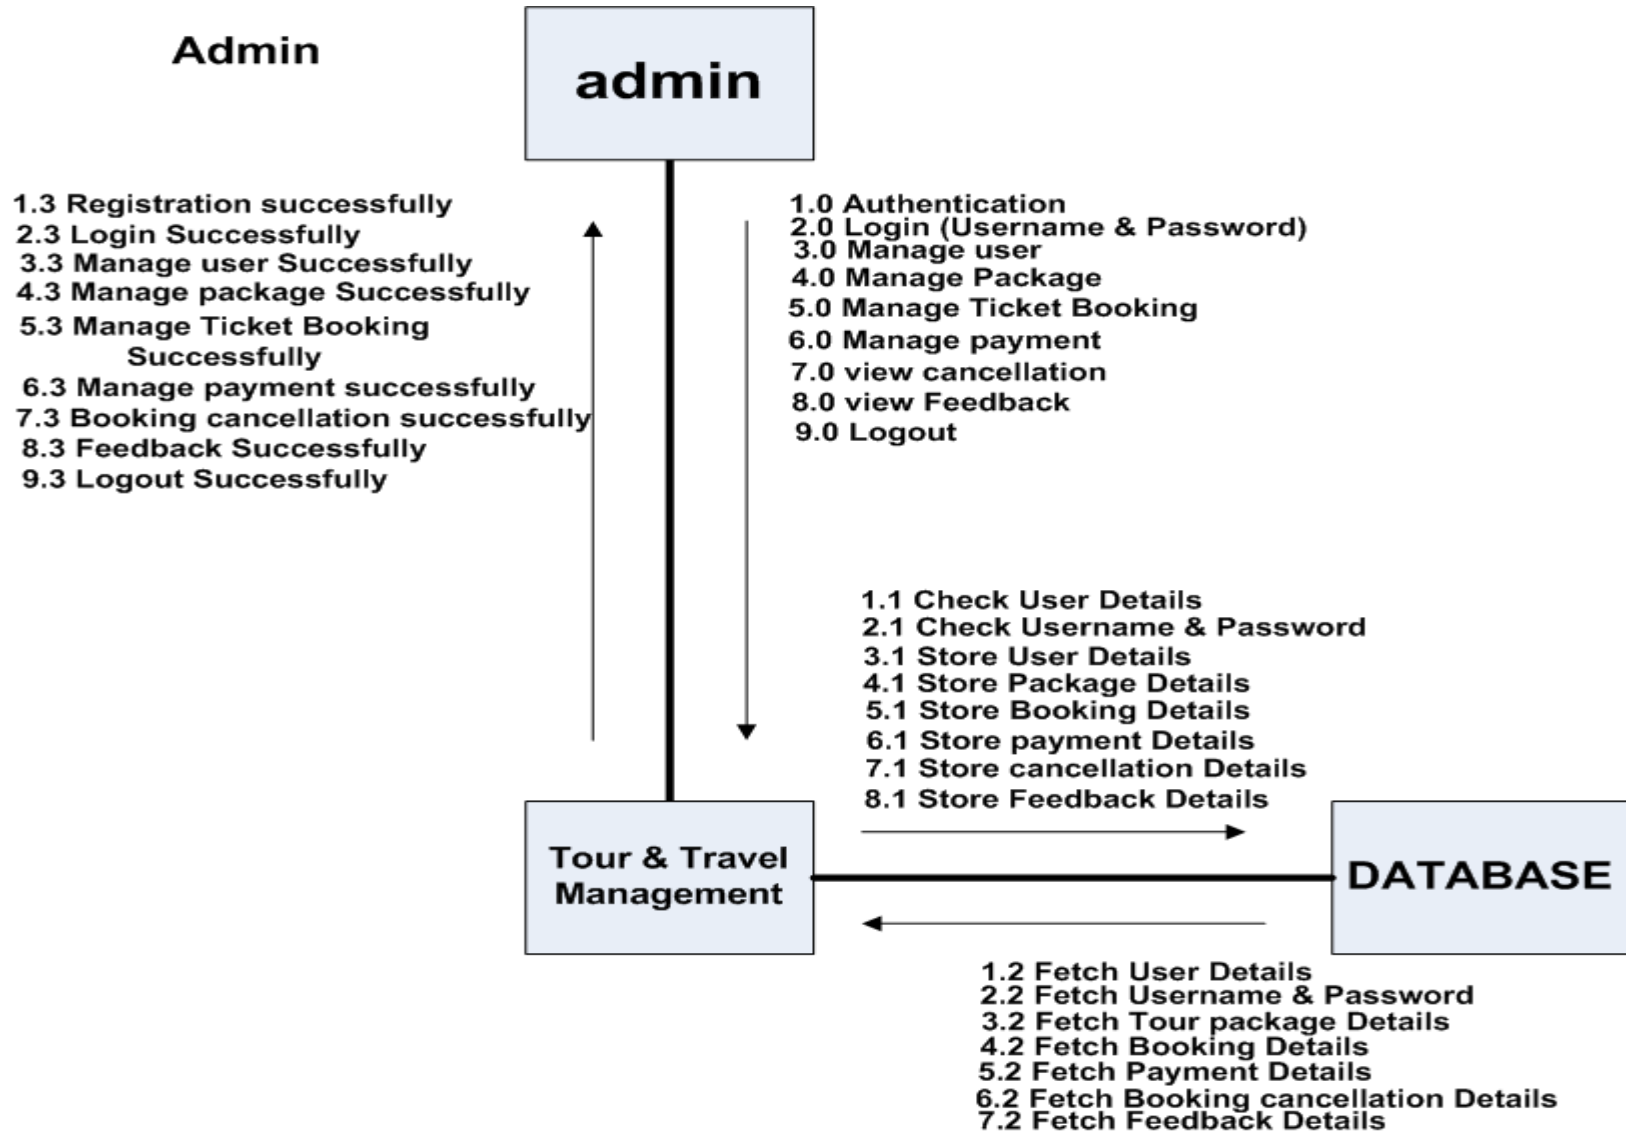 Admin
admin
1.3 Registration successfully
2.3 Login Successfully
3.3 Manage user Successfully
4.3 Manage package Successfully
5.3 Manage Ticket Booking
Successfully
6.3 Manage payment successfully
7.3 Booking cancellation successfully
8.3 Feedback Successfully
9.3 Logout Successfully
1.0 Authentication
2.0 Login (Username & Password)
3.0 Manage user
4.0 Manage Package
5.0 Manage Ticket Booking
6.0 Manage payment
7.0 view cancellation
8.0 view Feedback
9.0 Logout
1.1 Check User Details
2.1 Check Username & Password
3.1 Store User Details
4.1 Store Package Details
5.1 Store Booking Details
6.1 Store payment Details
7.1 Store cancellation Details
8.1 Store Feedback Details
Tour & Travel
Management
DATABASE
1.2 Fetch User Details
2.2 Fetch Username & Password
3.2 Fetch Tour package Details
4.2 Fetch Booking Details
5.2 Fetch Payment Details
6.2 Fetch Booking cancellation Details
7.2 Fetch Feedback Details